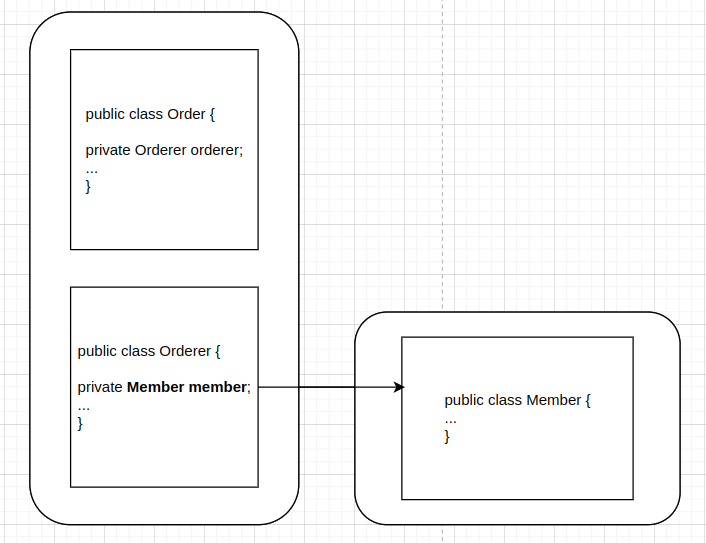 public class Order {
private Orderer orderer;
...
}
public class Orderer {
private Member member;
...
}
public class Member {
...
}